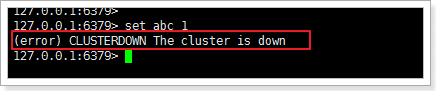 127.0.0.1:6379>
127.0.0.1:6379> set abc 1
(error) CLUSTERDOWN The cluster is down
127.0.0.1:6379>